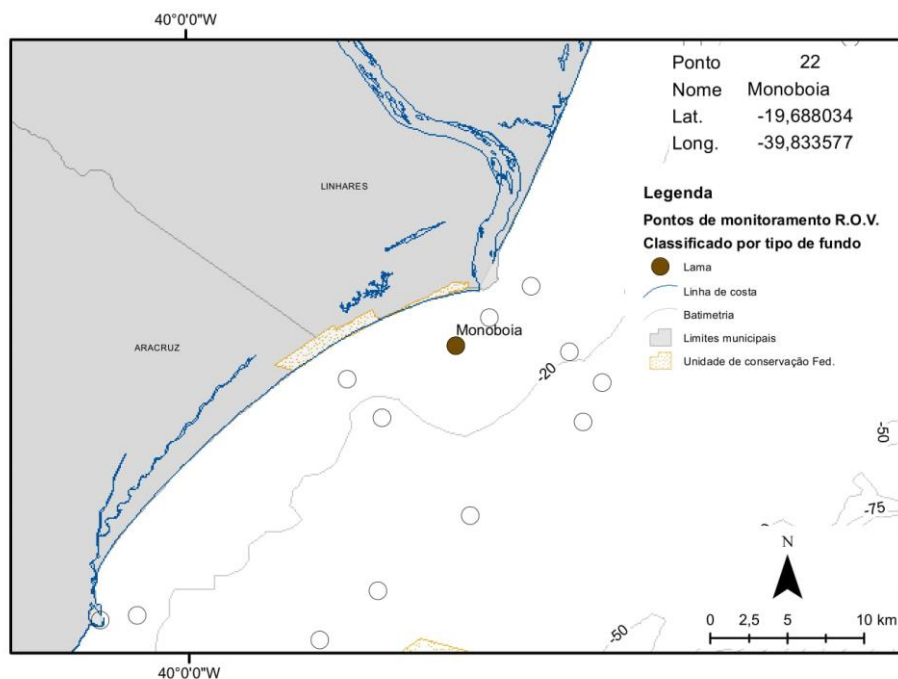 40°0'0"W
Ponto 22
Nome Monoboia
Lat. -19,688034
Long. -39,833577
LINHARES
Legenda
Pontos de monitoramento R.O.V.
Classificado por tipo de fundo
Lama
Linha de costa
Batimetria
Limites municipais
Unidade de conservação Fed.
Monoboia
ARACRUZ
-20
-50
-75
N
0 2,5 5 10 km
-50
40°0'0"W